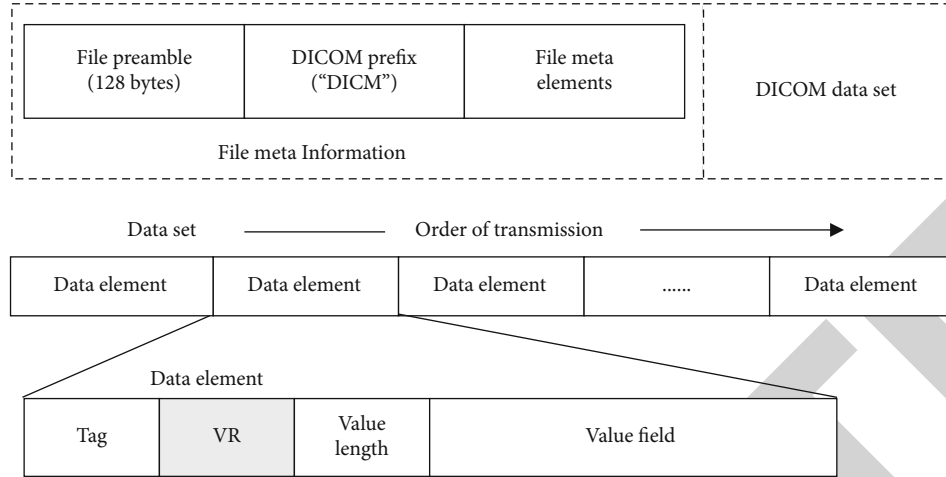 File preamble
(128 bytes)
DICOM prefix
(“DICM”)
File meta
elements
DICOM data set
File meta Information
Data set
Order of transmission
Data element
Data element
Data element
......
Data element
Data element
Tag
VR
Value
length
Value field